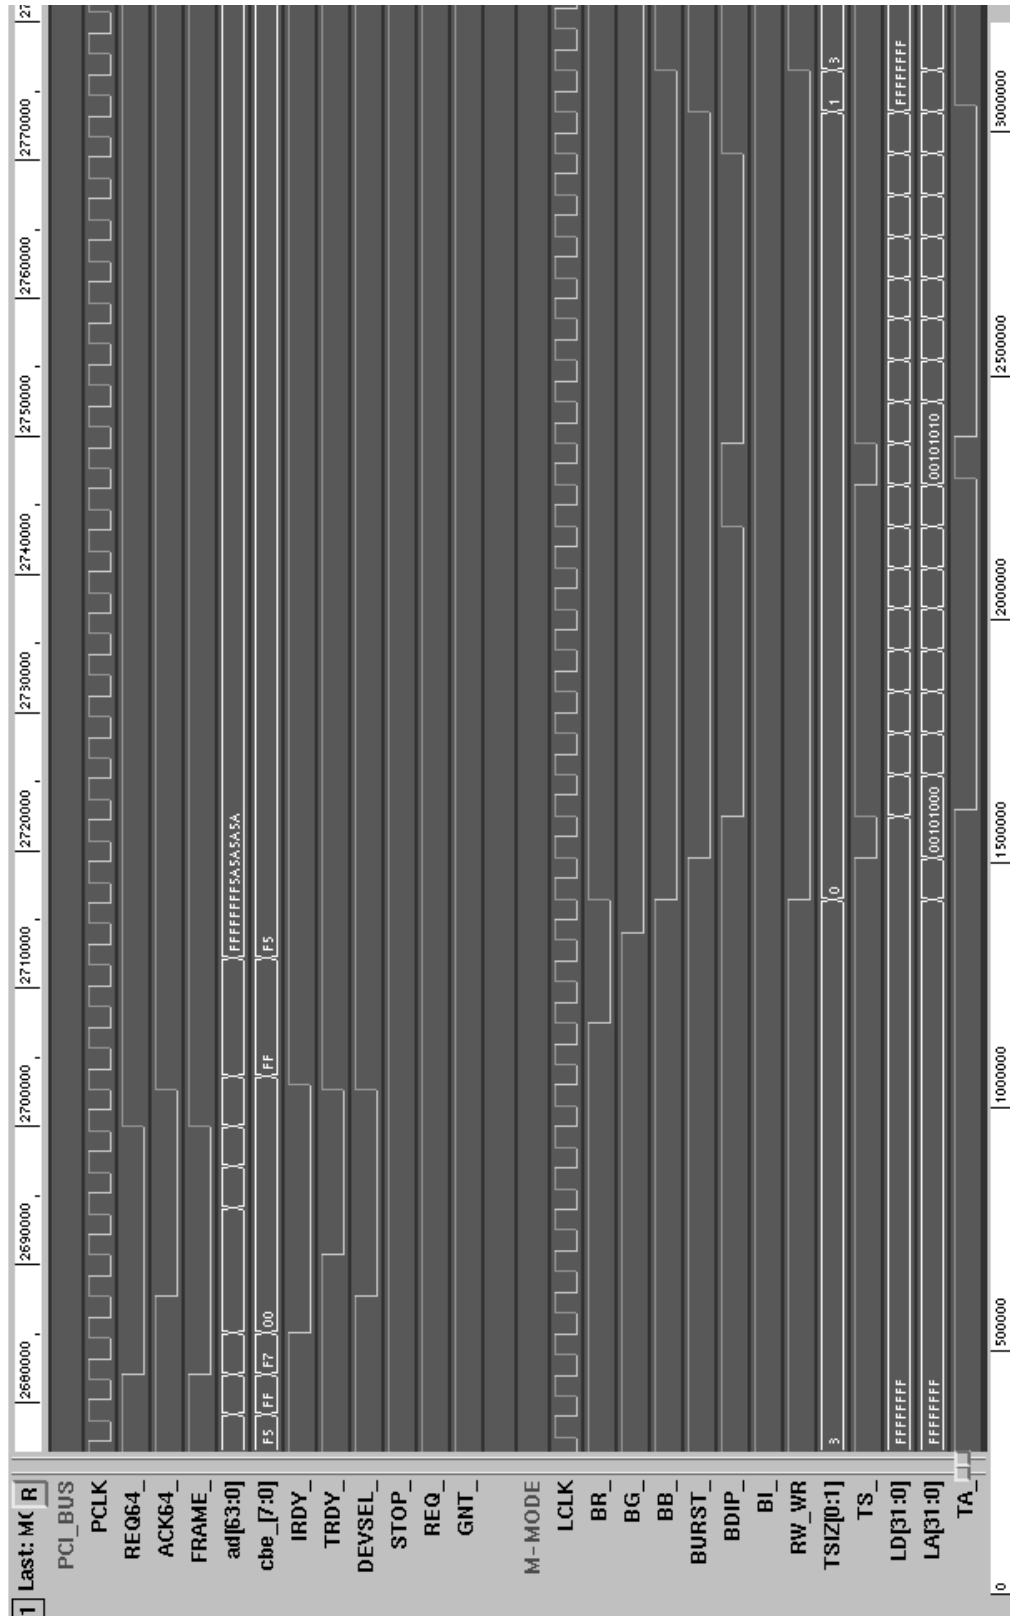 1 Last: M( R
2680000 2690000 2700000 2710000 2720000 2730000 2740000 2750000 2760000 2770000
PCI_BUS
PCLK
REQ64_
ACK64_
FRAME_
ad[63:0] FFFFFFFF5A5A5A5A
cbe_[7:0] F5 FF F7 00 FF F5
IRDY_
TRDY_
DEVSEL_
STOP_
REQ_
GNT_
M-MODE
LCLK
BR_
BG_
BB_
BURST_
BDIP_
BI_
RW_WR
TSIZ[0:1] 3 0 1 3
TS_
LD[31:0] FFFFFFFF FFFFFFFF
LA[31:0] FFFFFFFF 00101000 00101010
TA_
0 500000 1000000 1500000 2000000 2500000 3000000